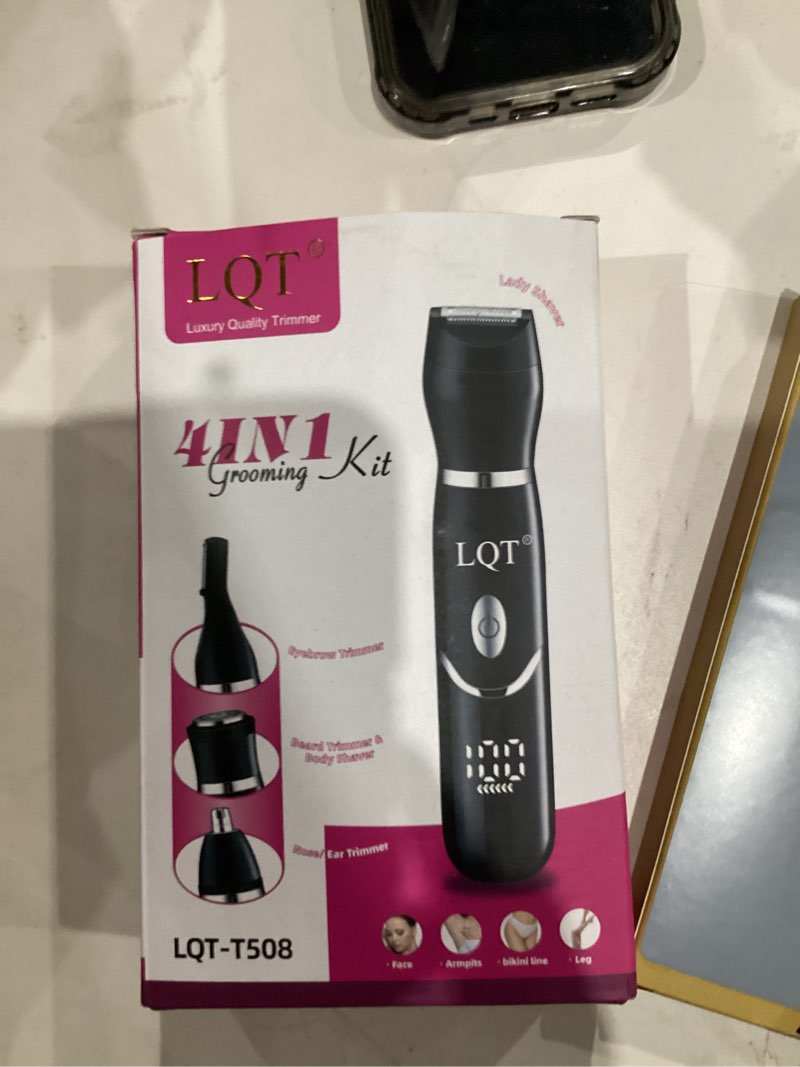 LQT
Luxury Quality Trimmer
Lady Shaver
4IN1
Grooming Kit
LQT®
Eyebrow Trimmer
Beard Trimmer &
Body Shaver
100
Nose/ Ear Trimmer
LQT-T508
· Face · Armpits · bikini line · Leg